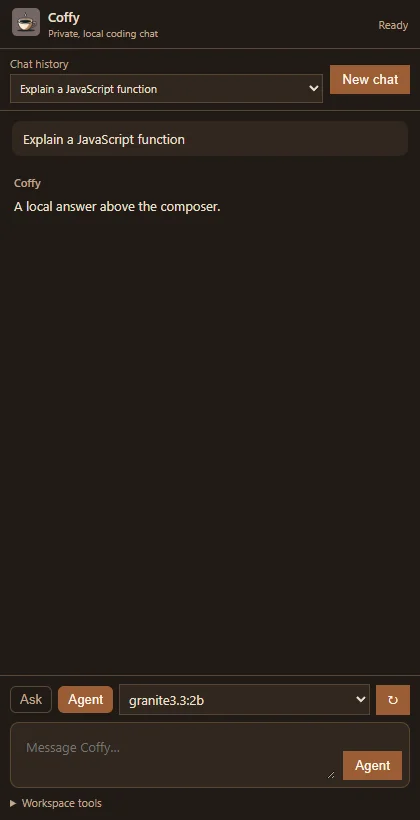 Coffy
Private, local coding chat
Ready
Chat history
Explain a JavaScript function
New chat
Explain a JavaScript function
Coffy
A local answer above the composer.
Ask
Agent
granite3.3:2b
Message Coffy...
Agent
Workspace tools